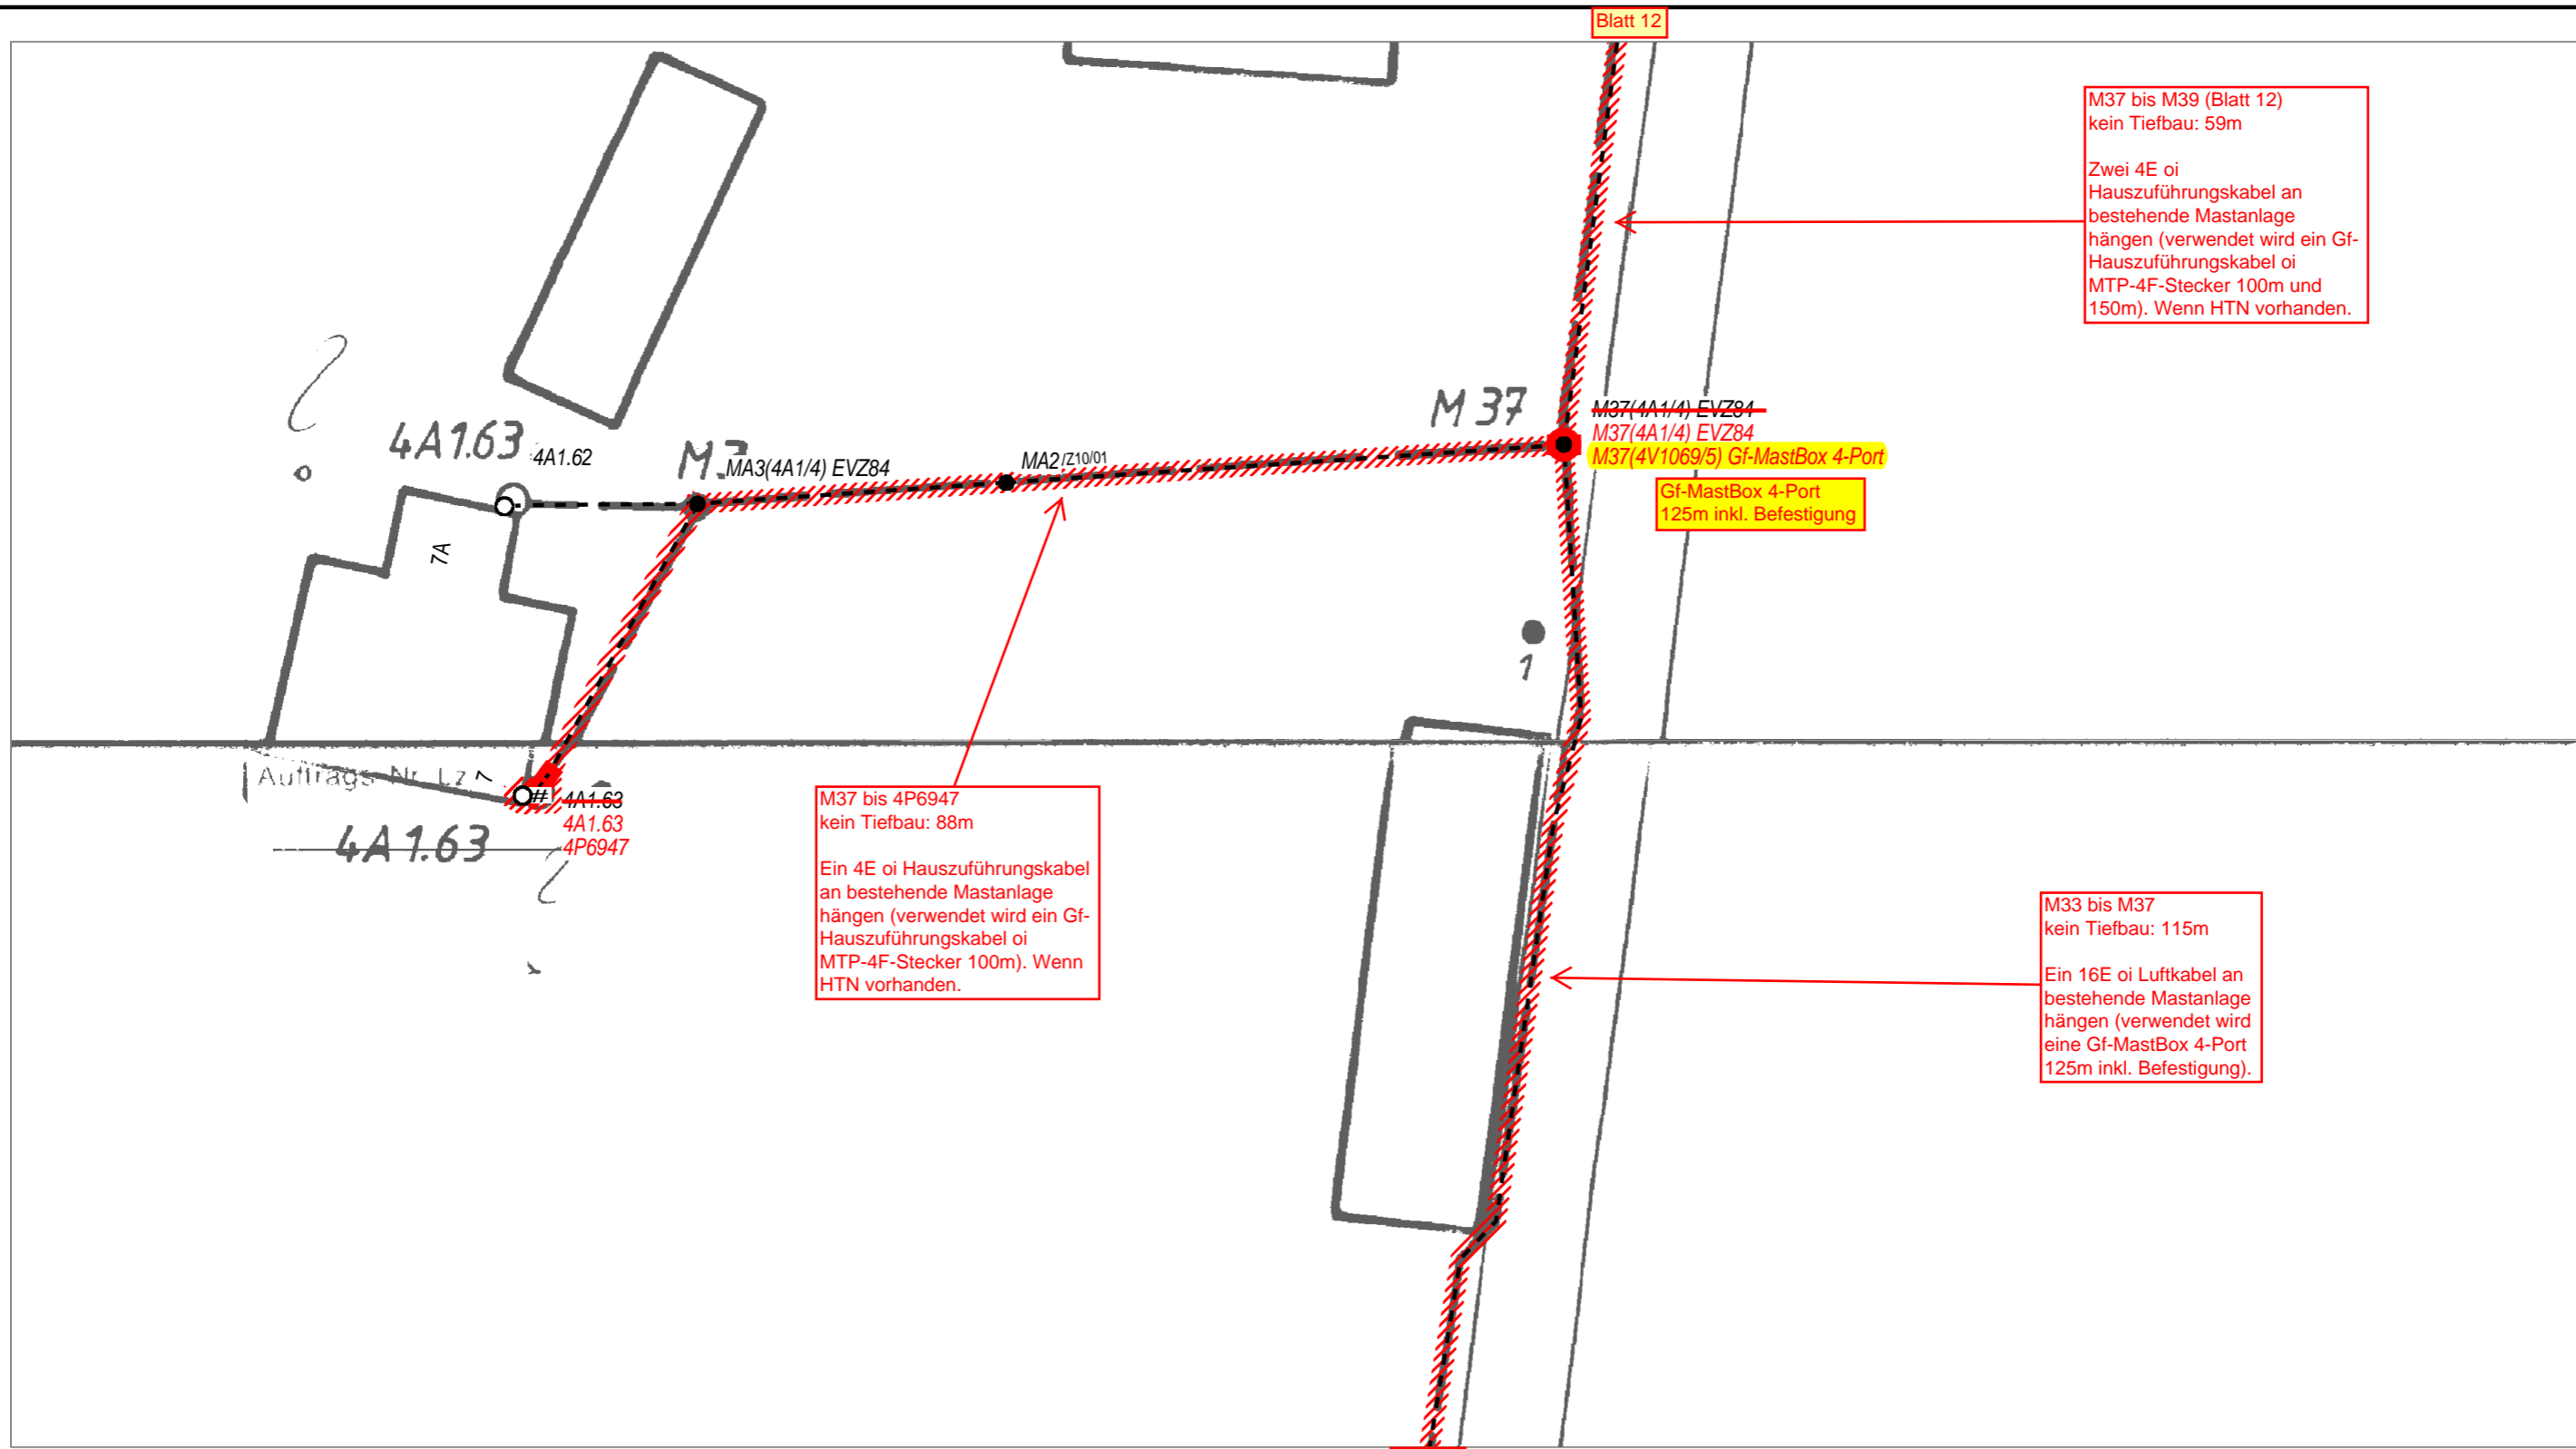 Blatt 12
M37 bis M39 (Blatt 12)
kein Tiefbau: 59m
Zwei 4E oi
Hauszuführungskabel an
bestehende Mastanlage
hängen (verwendet wird ein Gf-
Hauszuführungskabel oi
MTP-4F-Stecker 100m und
150m). Wenn HTN vorhanden.
M 37
M37(4A1/4) EVZ84
M37(4A1/4) EVZ84
M37(4V1069/5) Gf-MastBox 4-Port
Gf-MastBox 4-Port
125m inkl. Befestigung
4A1.63
4A1.62
MA3(4A1/4) EVZ84
MA2/Z10/01
7A
1
Auftrags-Nr. Lz
7
#
4A1.63
4A1.63
4P6947
4A1.63
M37 bis 4P6947
kein Tiefbau: 88m
Ein 4E oi Hauszuführungskabel
an bestehende Mastanlage
hängen (verwendet wird ein Gf-
Hauszuführungskabel oi
MTP-4F-Stecker 100m). Wenn
HTN vorhanden.
M33 bis M37
kein Tiefbau: 115m
Ein 16E oi Luftkabel an
bestehende Mastanlage
hängen (verwendet wird
eine Gf-MastBox 4-Port
125m inkl. Befestigung).